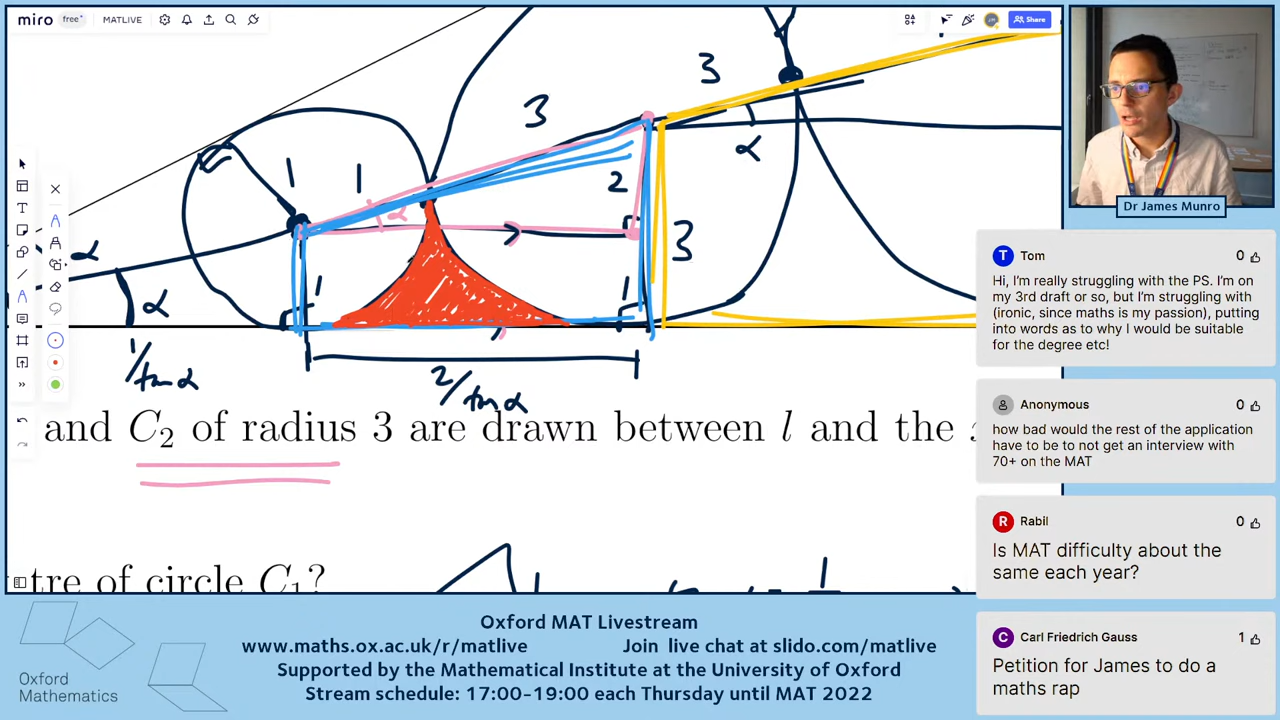 miro free MATLIVE
Share
3
3
α
1
1
2
α
3
α
α
1
1
1/tan α
2/tan α
and C₂ of radius 3 are drawn between l and the
tre of circle C₁?
1
1
Dr James Munro
T Tom 0
Hi, I'm really struggling with the PS. I'm on
my 3rd draft or so, but I'm struggling with
(ironic, since maths is my passion), putting
into words as to why I would be suitable
for the degree etc!
Anonymous 0
how bad would the rest of the application
have to be to not get an interview with
70+ on the MAT
R Rabil 0
Is MAT difficulty about the
same each year?
C Carl Friedrich Gauss 1
Petition for James to do a
maths rap
Oxford
Mathematics
Oxford MAT Livestream
www.maths.ox.ac.uk/r/matlive Join live chat at slido.com/matlive
Supported by the Mathematical Institute at the University of Oxford
Stream schedule: 17:00-19:00 each Thursday until MAT 2022